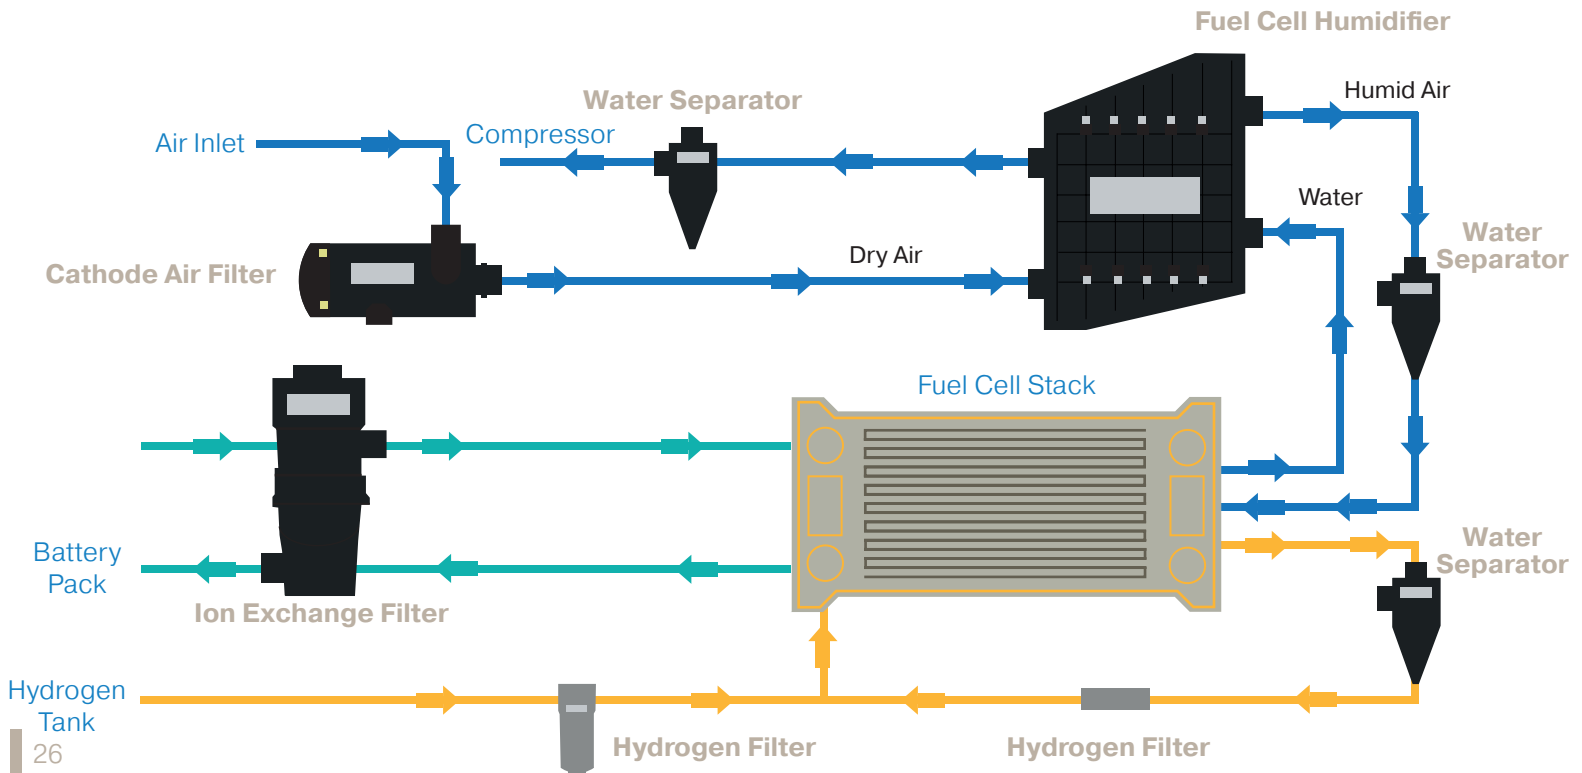 Fuel Cell Humidifier
Water Separator
Humid Air
Air Inlet
Compressor
Water
Water
Separator
Dry Air
Cathode Air Filter
Fuel Cell Stack
Battery
Pack
Water
Separator
Ion Exchange Filter
Hydrogen
Tank
Hydrogen Filter
Hydrogen Filter
26